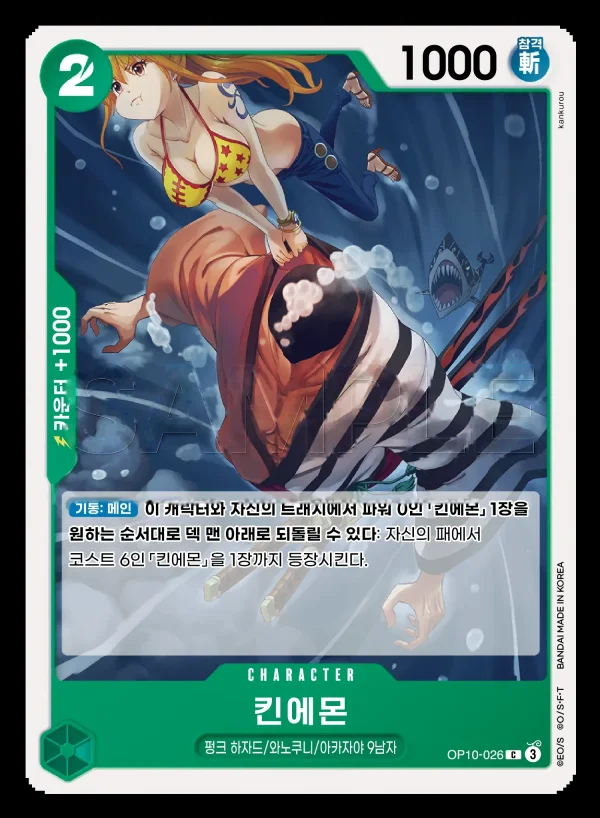 2
1000
참격
斬
kankurou
카운터 +1000
SAMPLE
기동: 메인 이 캐릭터와 자신의 트래시에서 파워 0인 「킨에몬」 1장을
원하는 순서대로 덱 맨 아래로 되돌릴 수 있다: 자신의 패에서
코스트 6인 「킨에몬」을 1장까지 등장시킨다.
CHARACTER
킨에몬
펑크 하자드/와노쿠니/아카자야 9남자
OP10-026 C 3
©EO/S ©O/S·F·T BANDAI MADE IN KOREA